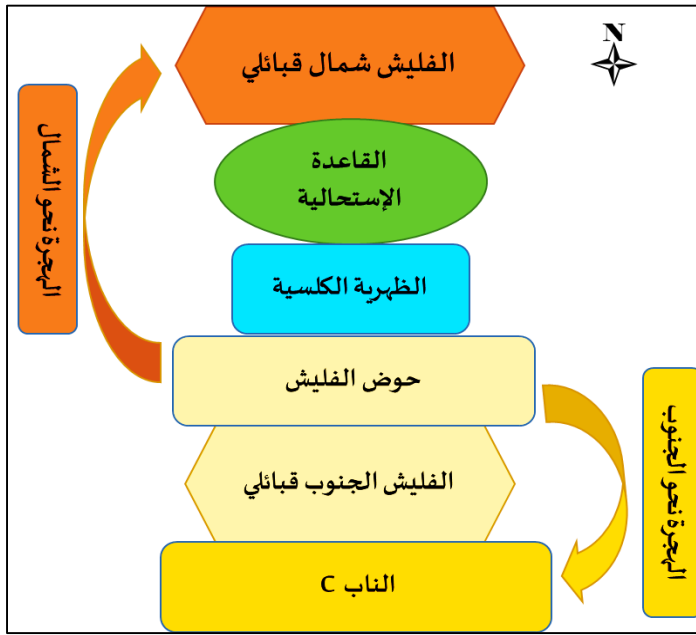 الفليش شمال قبائلي
N
القاعدة
الإستحالية
الهجرة نحو الشمال
الظهرية الكلسية
حوض الفليش
الفليش الجنوب قبائلي
الهجرة نحو الجنوب
الناب C